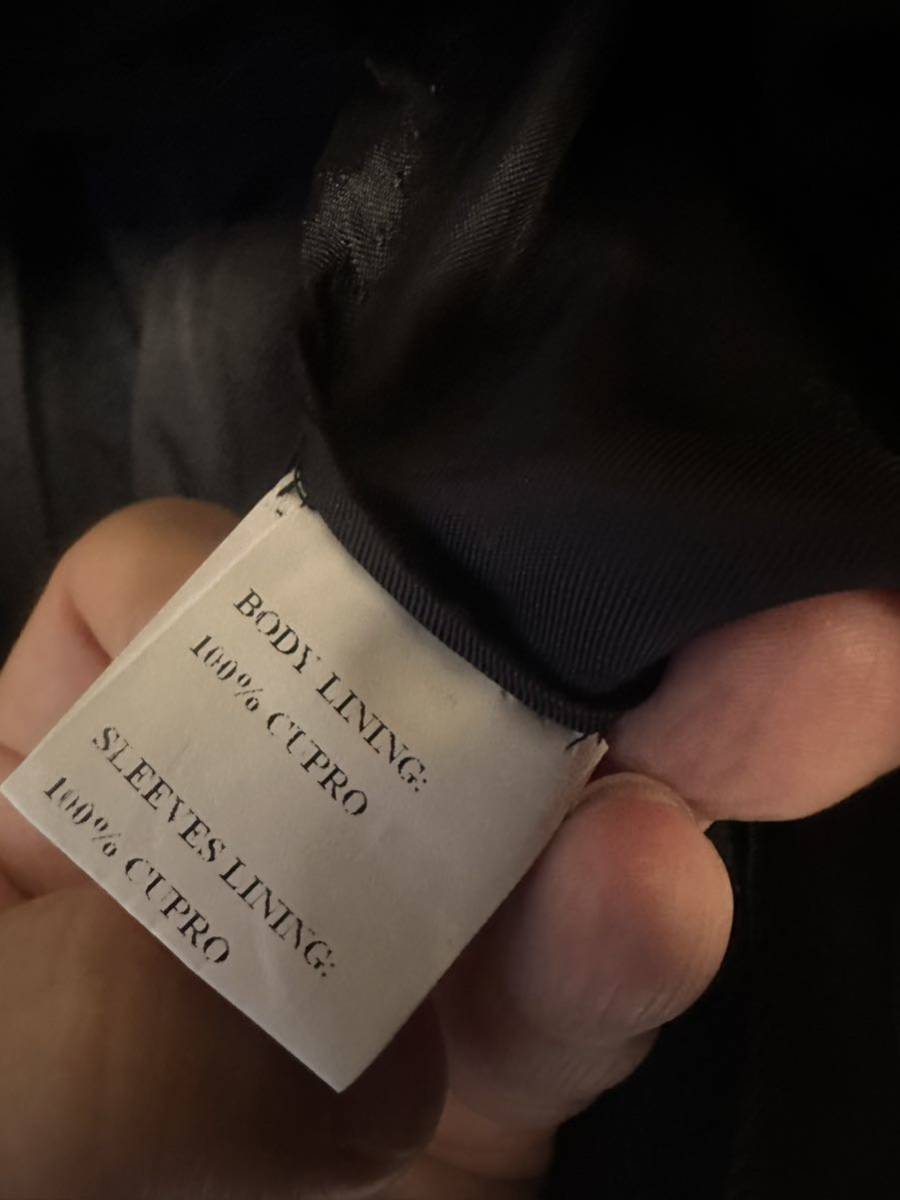 BODY LINING:
100% CUPRO
SLEEVES LINING:
100% CUPRO